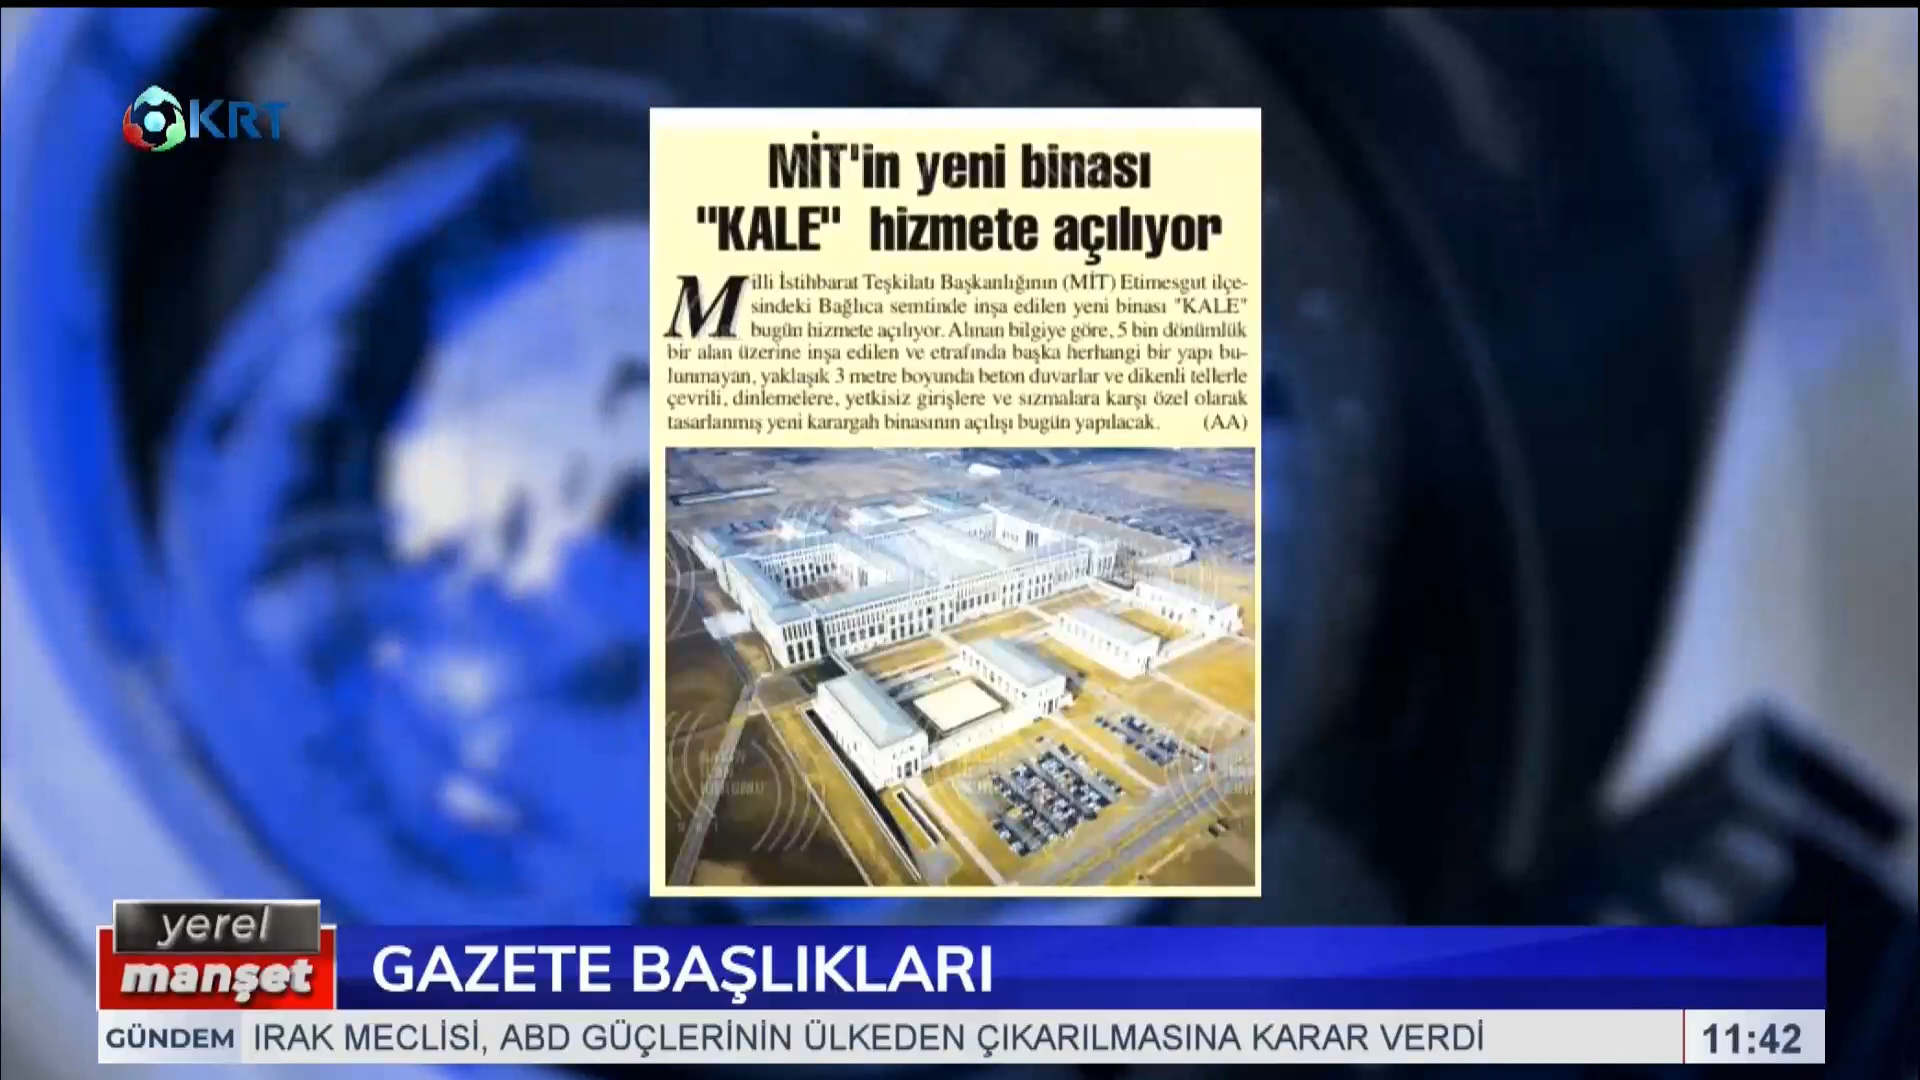 KRT
MİT'in yeni binası
"KALE" hizmete açılıyor
Milli İstihbarat Teşkilatı Başkanlığının (MİT) Etimesgut ilçe-
sindeki Bağlıca semtinde inşa edilen yeni binası "KALE"
bugün hizmete açılıyor. Alınan bilgiye göre, 5 bin dönümlük
bir alan üzerine inşa edilen ve etrafında başka herhangi bir yapı bu-
lunmayan, yaklaşık 3 metre boyunda beton duvarlar ve dikenli tellerle
çevrili, dinlemelere, yetkisiz girişlere ve sızmalara karşı özel olarak
tasarlanmış yeni karargah binasının açılışı bugün yapılacak. (AA)
yerel
manşet
GAZETE BAŞLIKLARI
GÜNDEM IRAK MECLİSİ, ABD GÜÇLERİNİN ÜLKEDEN ÇIKARILMASINA KARAR VERDİ
11:42